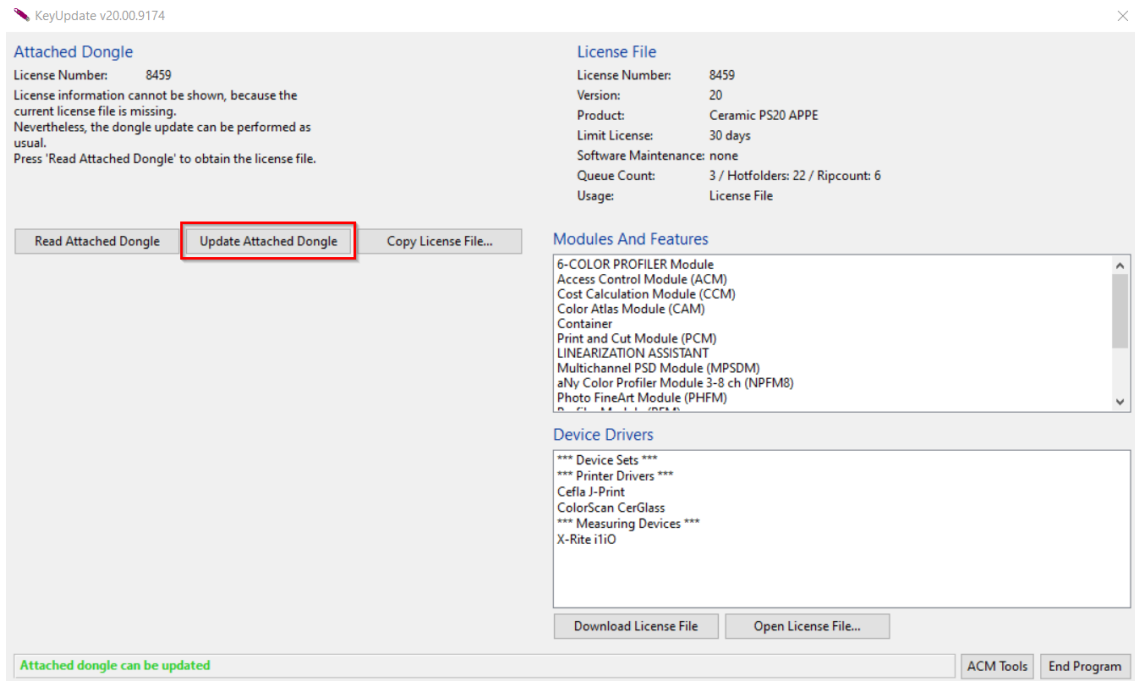 KeyUpdate v20.00.9174
Attached Dongle
License Number: 8459
License information cannot be shown, because the
current license file is missing.
Nevertheless, the dongle update can be performed as
usual.
Press 'Read Attached Dongle' to obtain the license file.
Read Attached Dongle
Update Attached Dongle
Copy License File...
License File
License Number: 8459
Version: 20
Product: Ceramic PS20 APPE
Limit License: 30 days
Software Maintenance: none
Queue Count: 3 / Hotfolders: 22 / Ripcount: 6
Usage: License File
Modules And Features
6-COLOR PROFILER Module
Access Control Module (ACM)
Cost Calculation Module (CCM)
Color Atlas Module (CAM)
Container
Print and Cut Module (PCM)
LINEARIZATION ASSISTANT
Multichannel PSD Module (MPSDM)
aNy Color Profiler Module 3-8 ch (NPFM8)
Photo FineArt Module (PHFM)
Device Drivers
*** Device Sets ***
*** Printer Drivers ***
Cefla J-Print
ColorScan CerGlass
*** Measuring Devices ***
X-Rite i1iO
Download License File
Open License File...
Attached dongle can be updated
ACM Tools
End Program